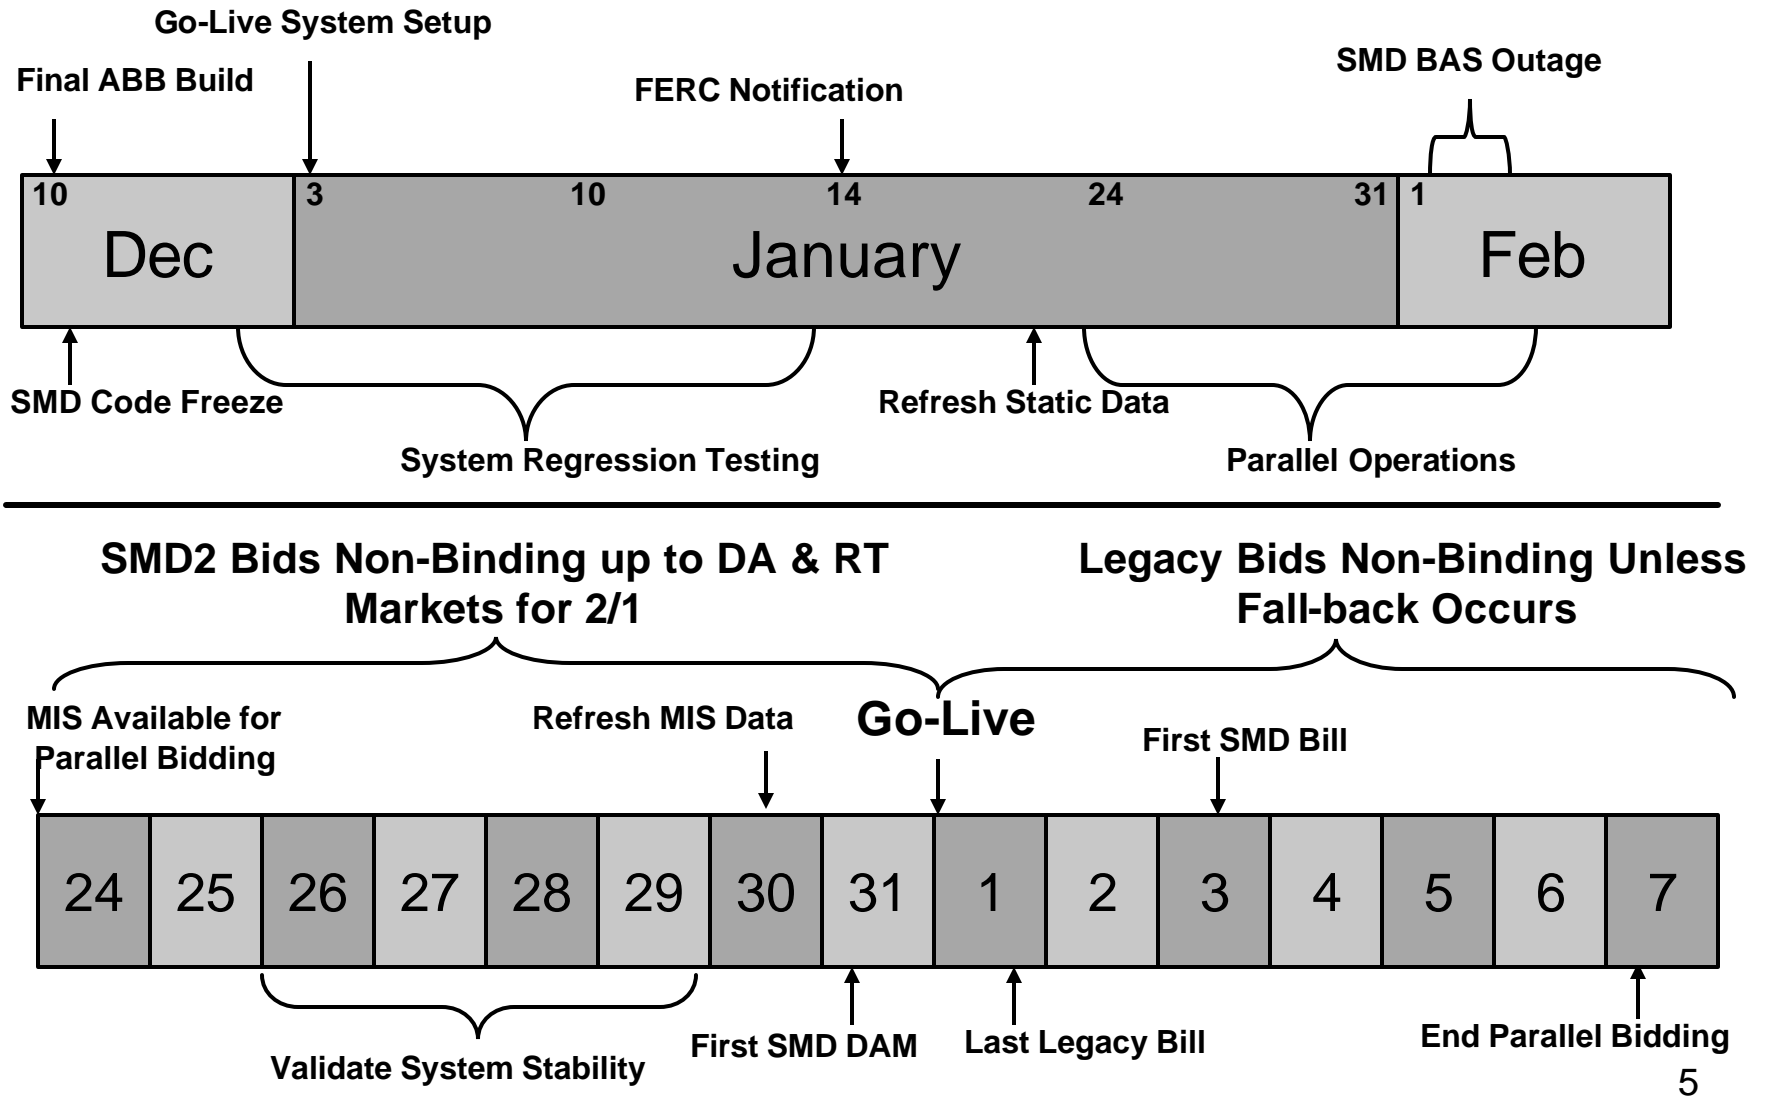 Go-Live System Setup
Final ABB Build
FERC Notification
SMD BAS Outage
10
3
10
14
24
31
1
Dec
January
Feb
SMD Code Freeze
Refresh Static Data
System Regression Testing
Parallel Operations
SMD2 Bids Non-Binding up to DA & RT
Markets for 2/1
Legacy Bids Non-Binding Unless
Fall-back Occurs
MIS Available for
Parallel Bidding
Refresh MIS Data
Go-Live
First SMD Bill
24
25
26
27
28
29
30
31
1
2
3
4
5
6
7
Validate System Stability
First SMD DAM
Last Legacy Bill
End Parallel Bidding
5